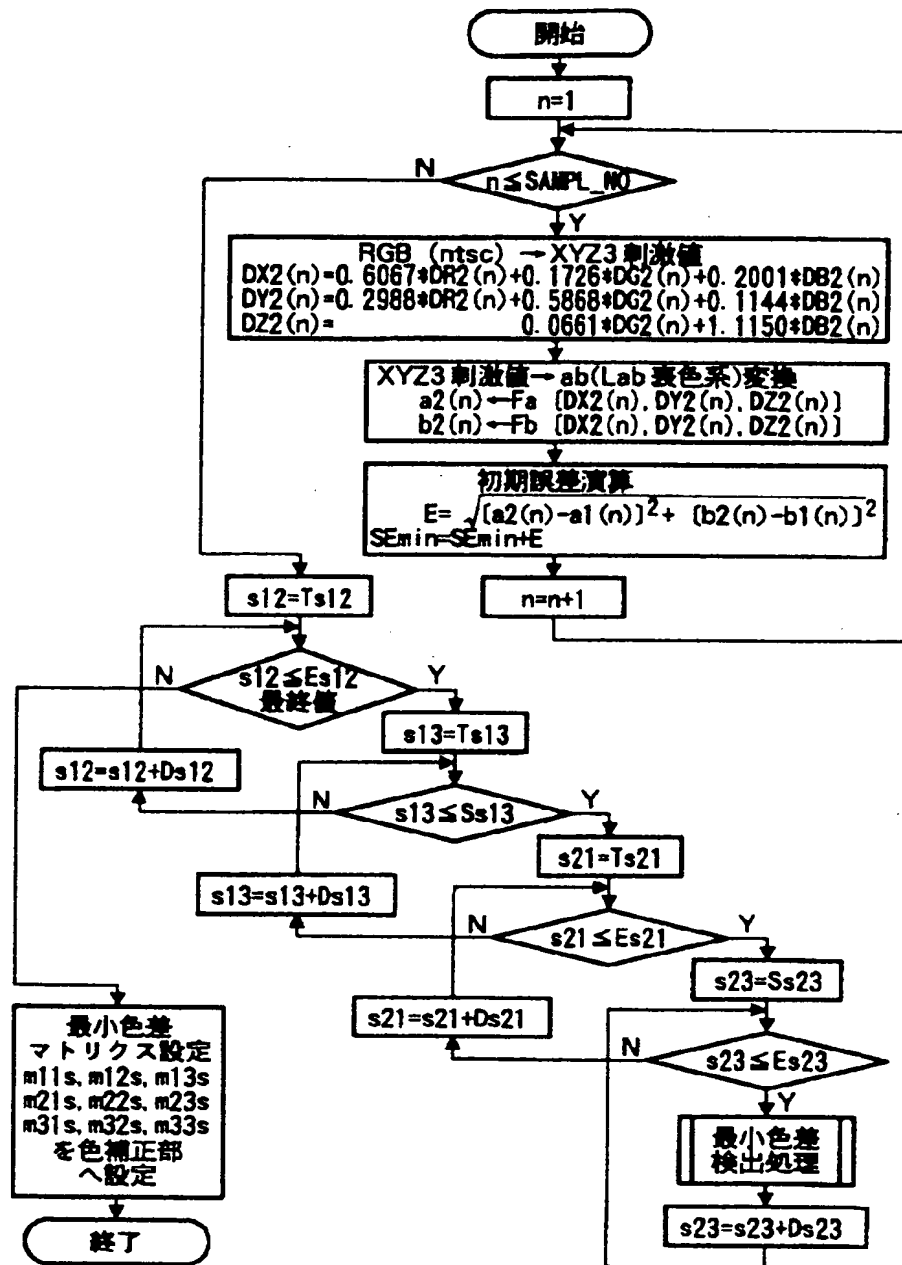 開始
n=1
n≦SAMPL_NO
N
Y
RGB (ntsc) →XYZ3刺激値
DX2(n)=0.6067*DR2(n)+0.1726*DG2(n)+0.2001*DB2(n)
DY2(n)=0.2988*DR2(n)+0.5868*DG2(n)+0.1144*DB2(n)
DZ2(n)= 0.0661*DG2(n)+1.1150*DB2(n)
XYZ3刺激値→ab(Lab表色系)変換
a2(n)←Fa [DX2(n), DY2(n), DZ2(n)]
b2(n)←Fb [DX2(n), DY2(n), DZ2(n)]
初期誤差演算
E= √[a2(n)-a1(n)]²+ [b2(n)-b1(n)]²
SEmin=SEmin+E
n=n+1
s12=Ts12
s12≦Es12
最終値
N
Y
s13=Ts13
s12=s12+Ds12
s13≦Ss13
N
Y
s21=Ts21
s13=s13+Ds13
s21≦Es21
N
Y
s23=Ss23
s21=s21+Ds21
s23≦Es23
N
Y
最小色差
検出処理
s23=s23+Ds23
最小色差
マトリクス設定
m11s, m12s, m13s
m21s, m22s, m23s
m31s, m32s, m33s
を色補正部
へ設定
終了